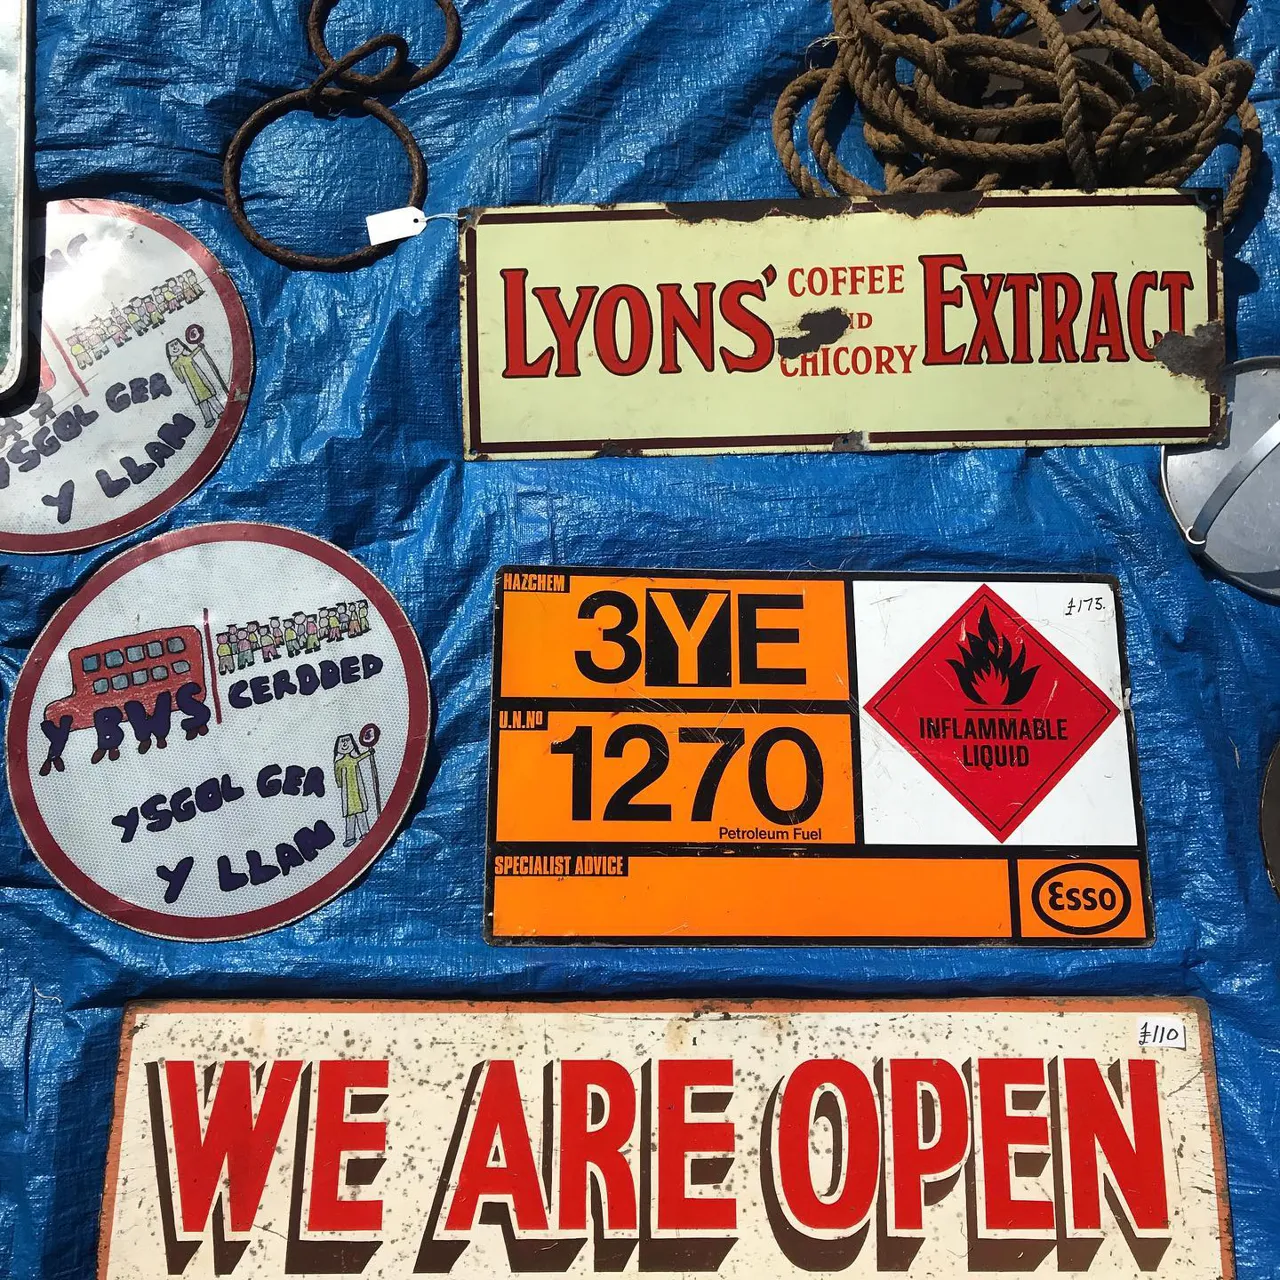 LYONS' COFFEE
CHICORY EXTRACT
YSGOL GER
Y LLAN
Y BWS CERDDED
YSGOL GER
Y LLAN
HAZCHEM
3YE
£175.
U.N.Nº
1270
Petroleum Fuel
INFLAMMABLE
LIQUID
SPECIALIST ADVICE
Esso
£110
WE ARE OPEN